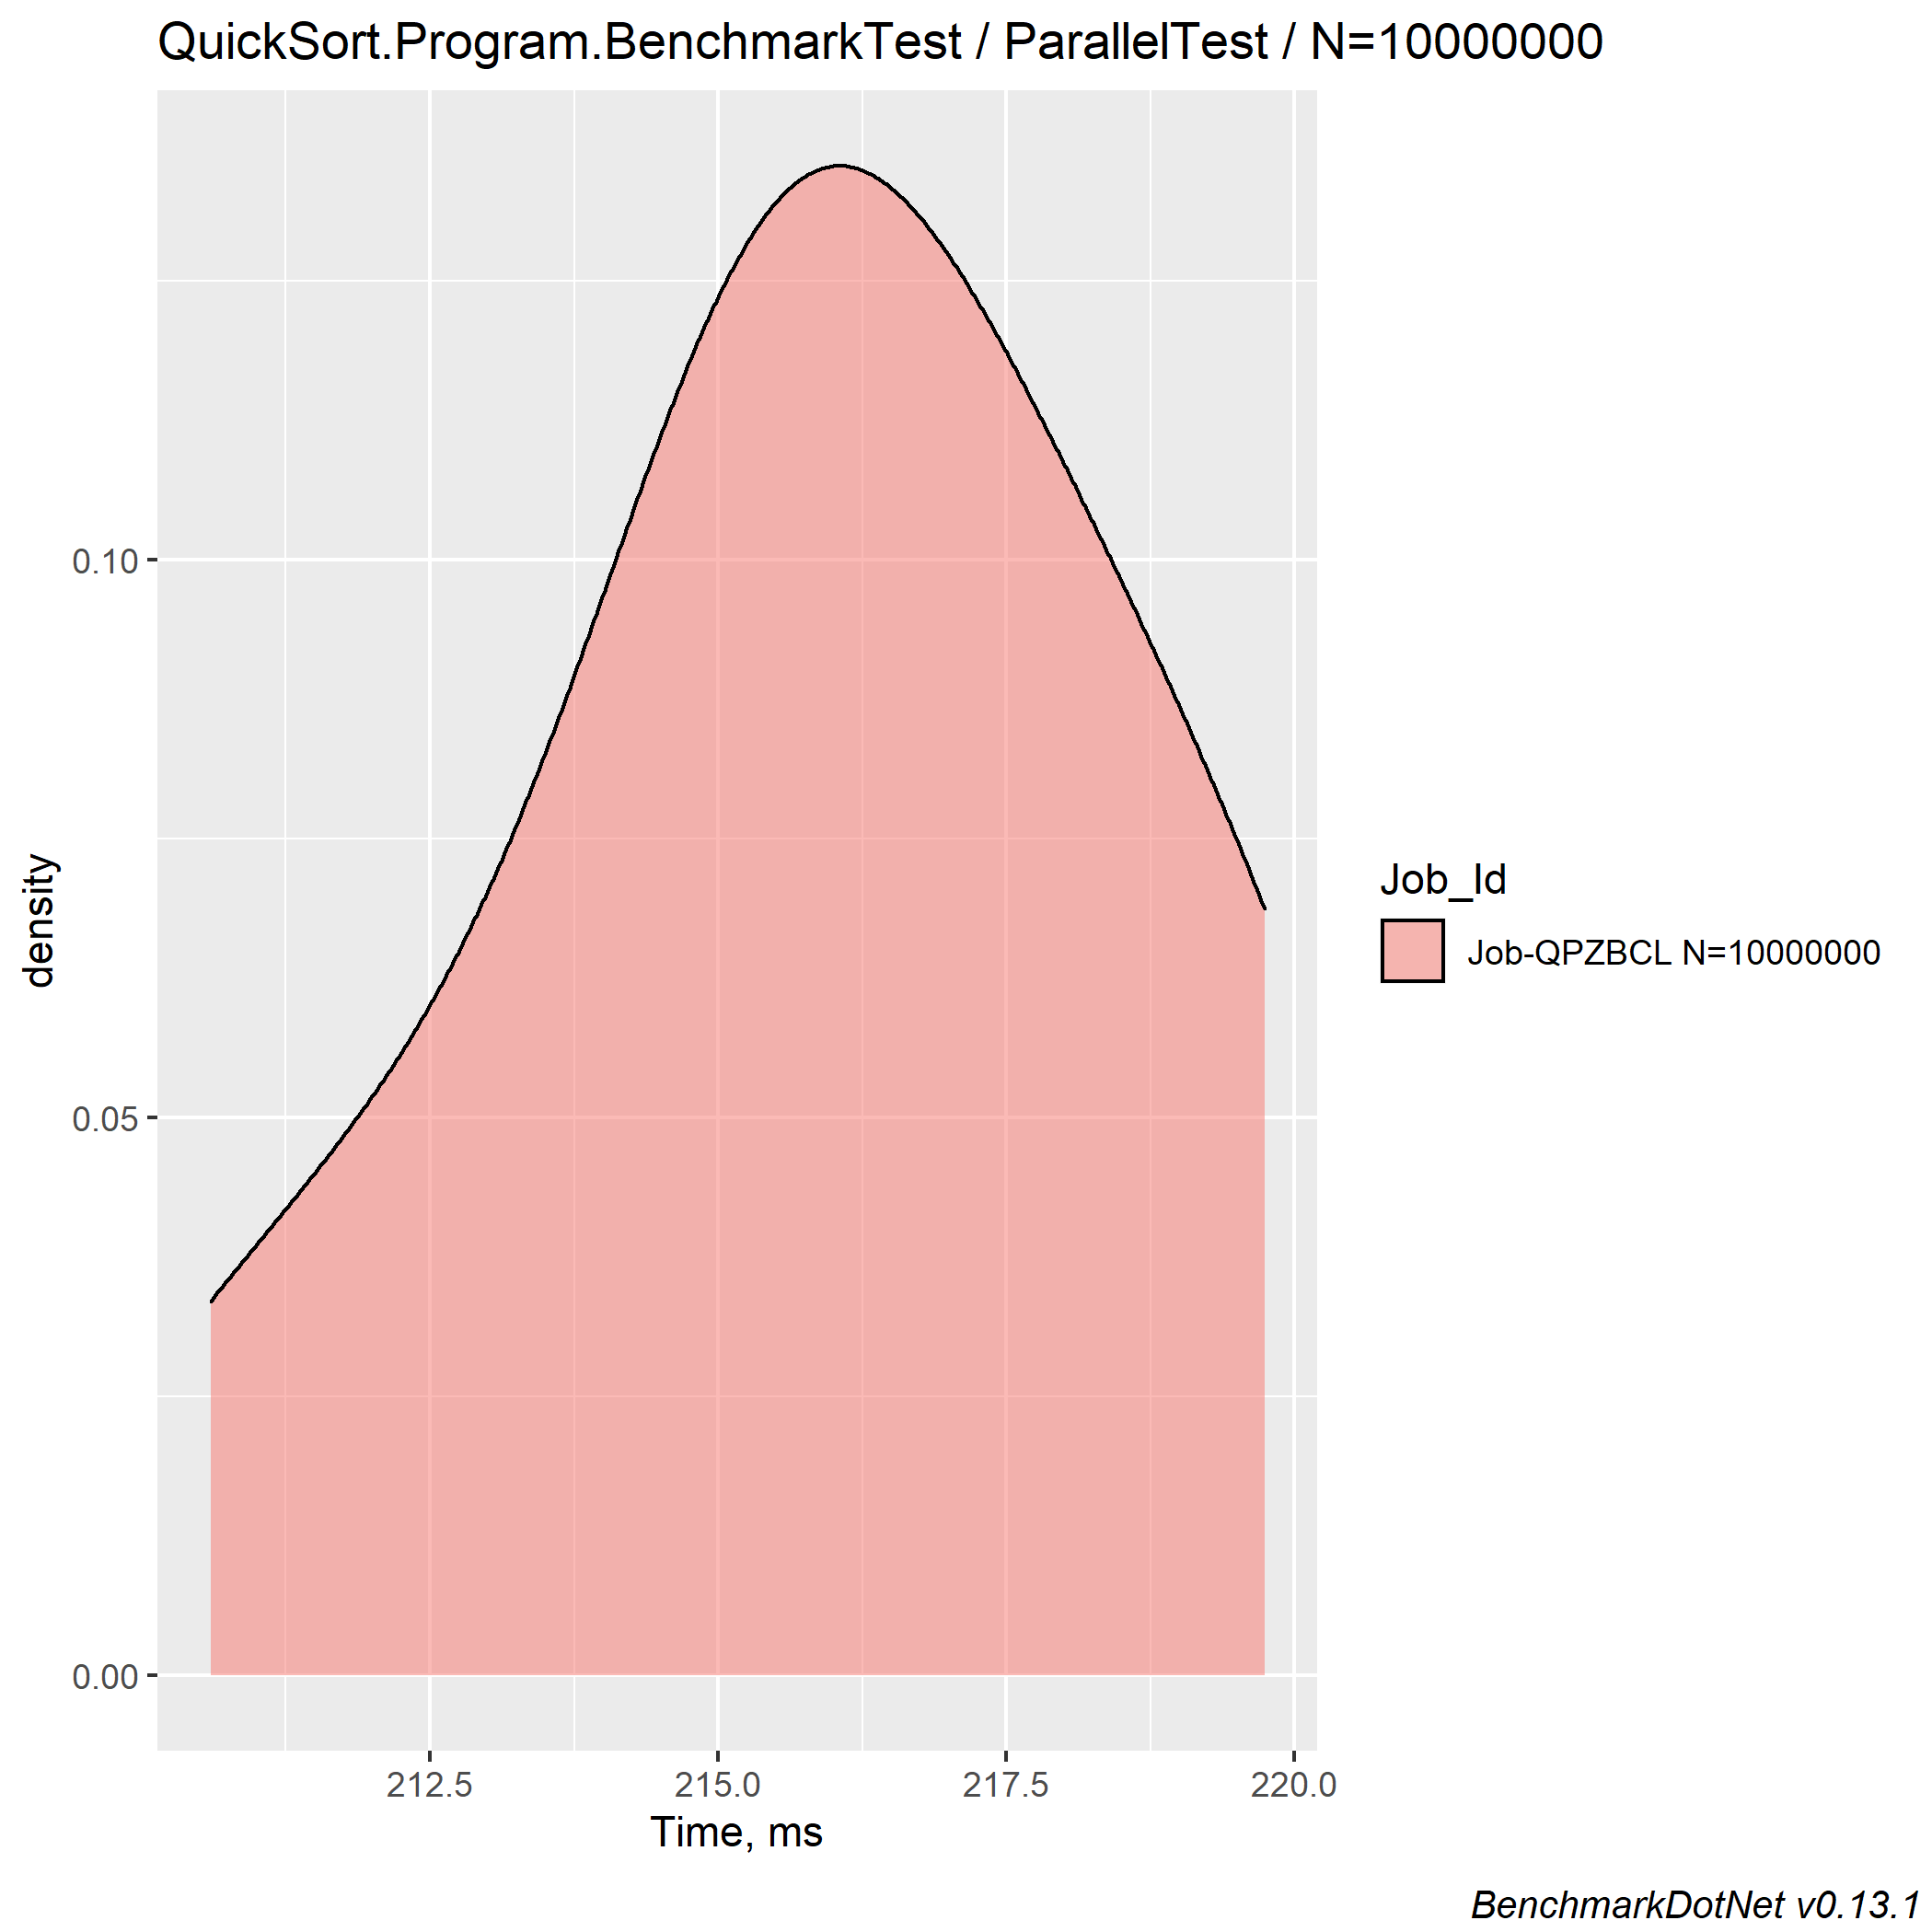 QuickSort.Program.BenchmarkTest / ParallelTest / N=10000000
0.10
0.05
0.00
density
212.5 215.0 217.5 220.0
Time, ms
Job_Id
Job-QPZBCL N=10000000
BenchmarkDotNet v0.13.1